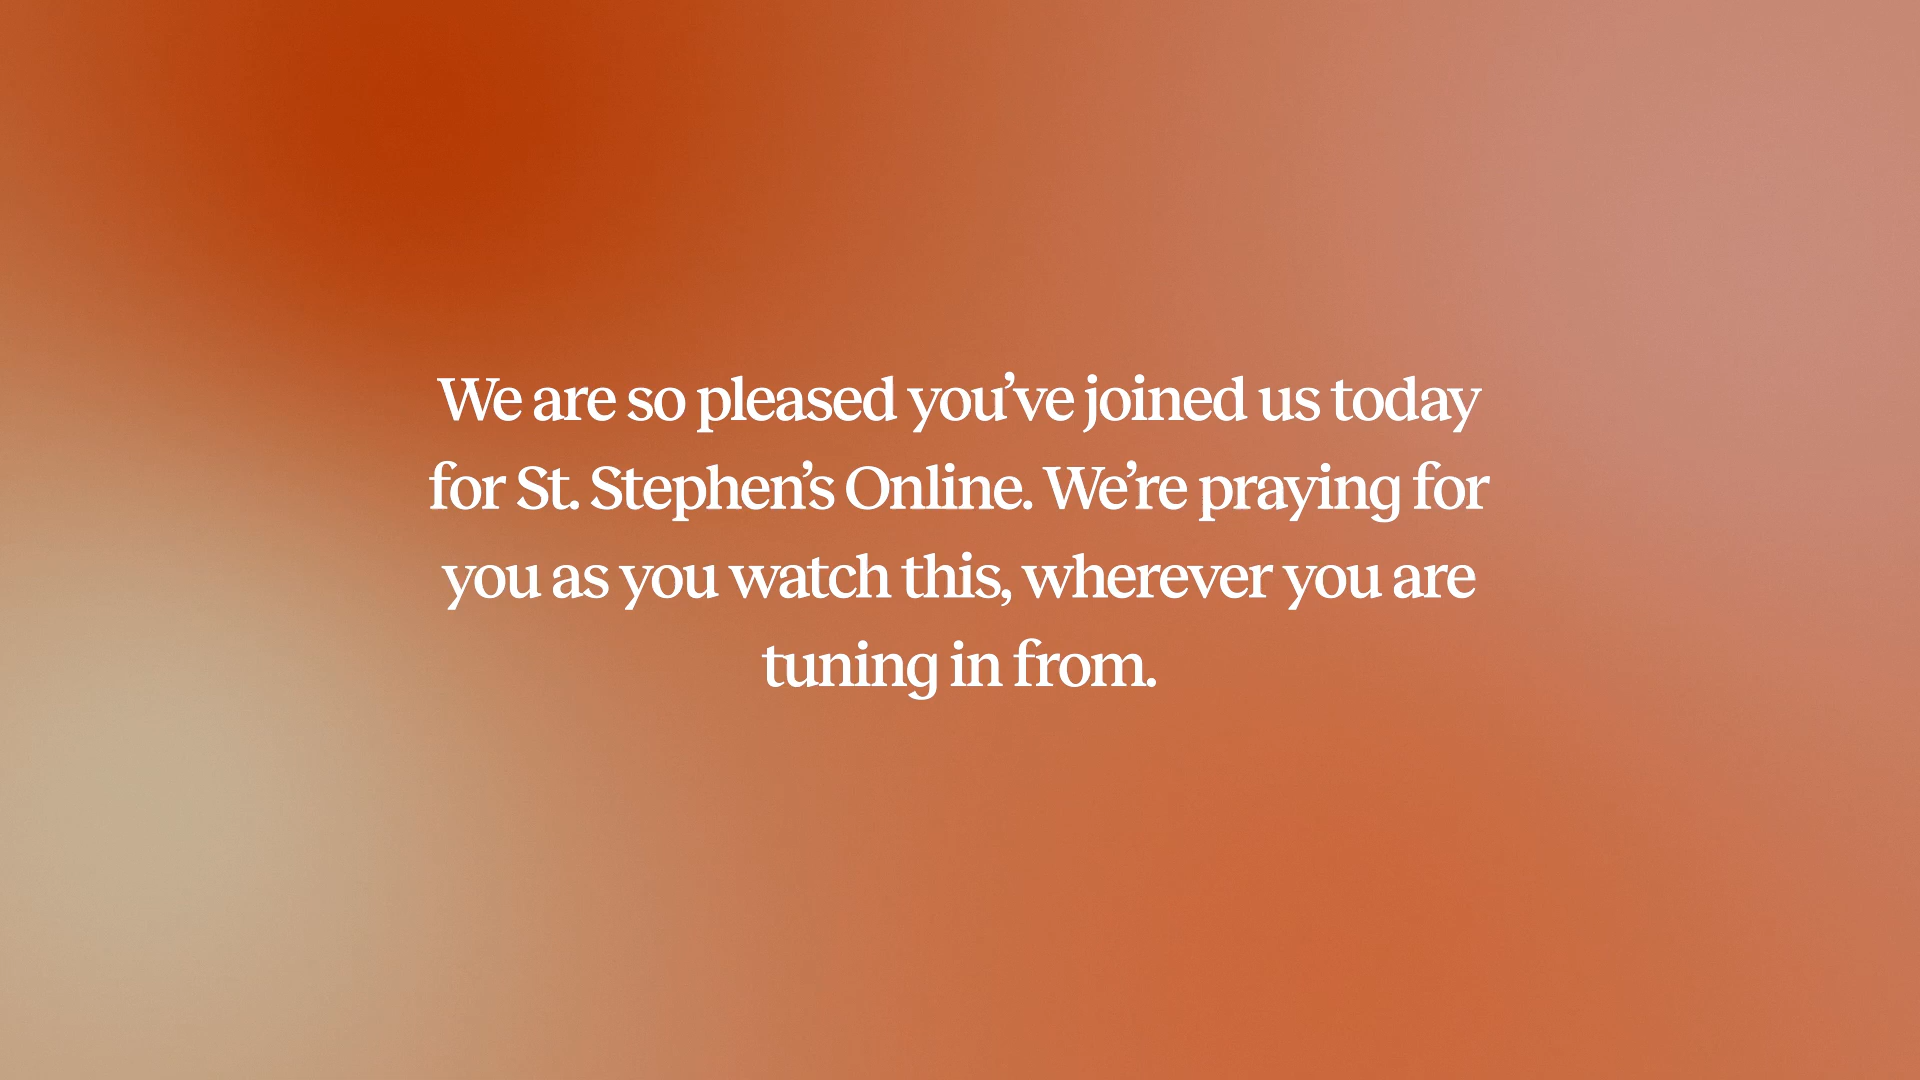 We are so pleased you’ve joined us today
for St. Stephen’s Online. We’re praying for
you as you watch this, wherever you are
tuning in from.